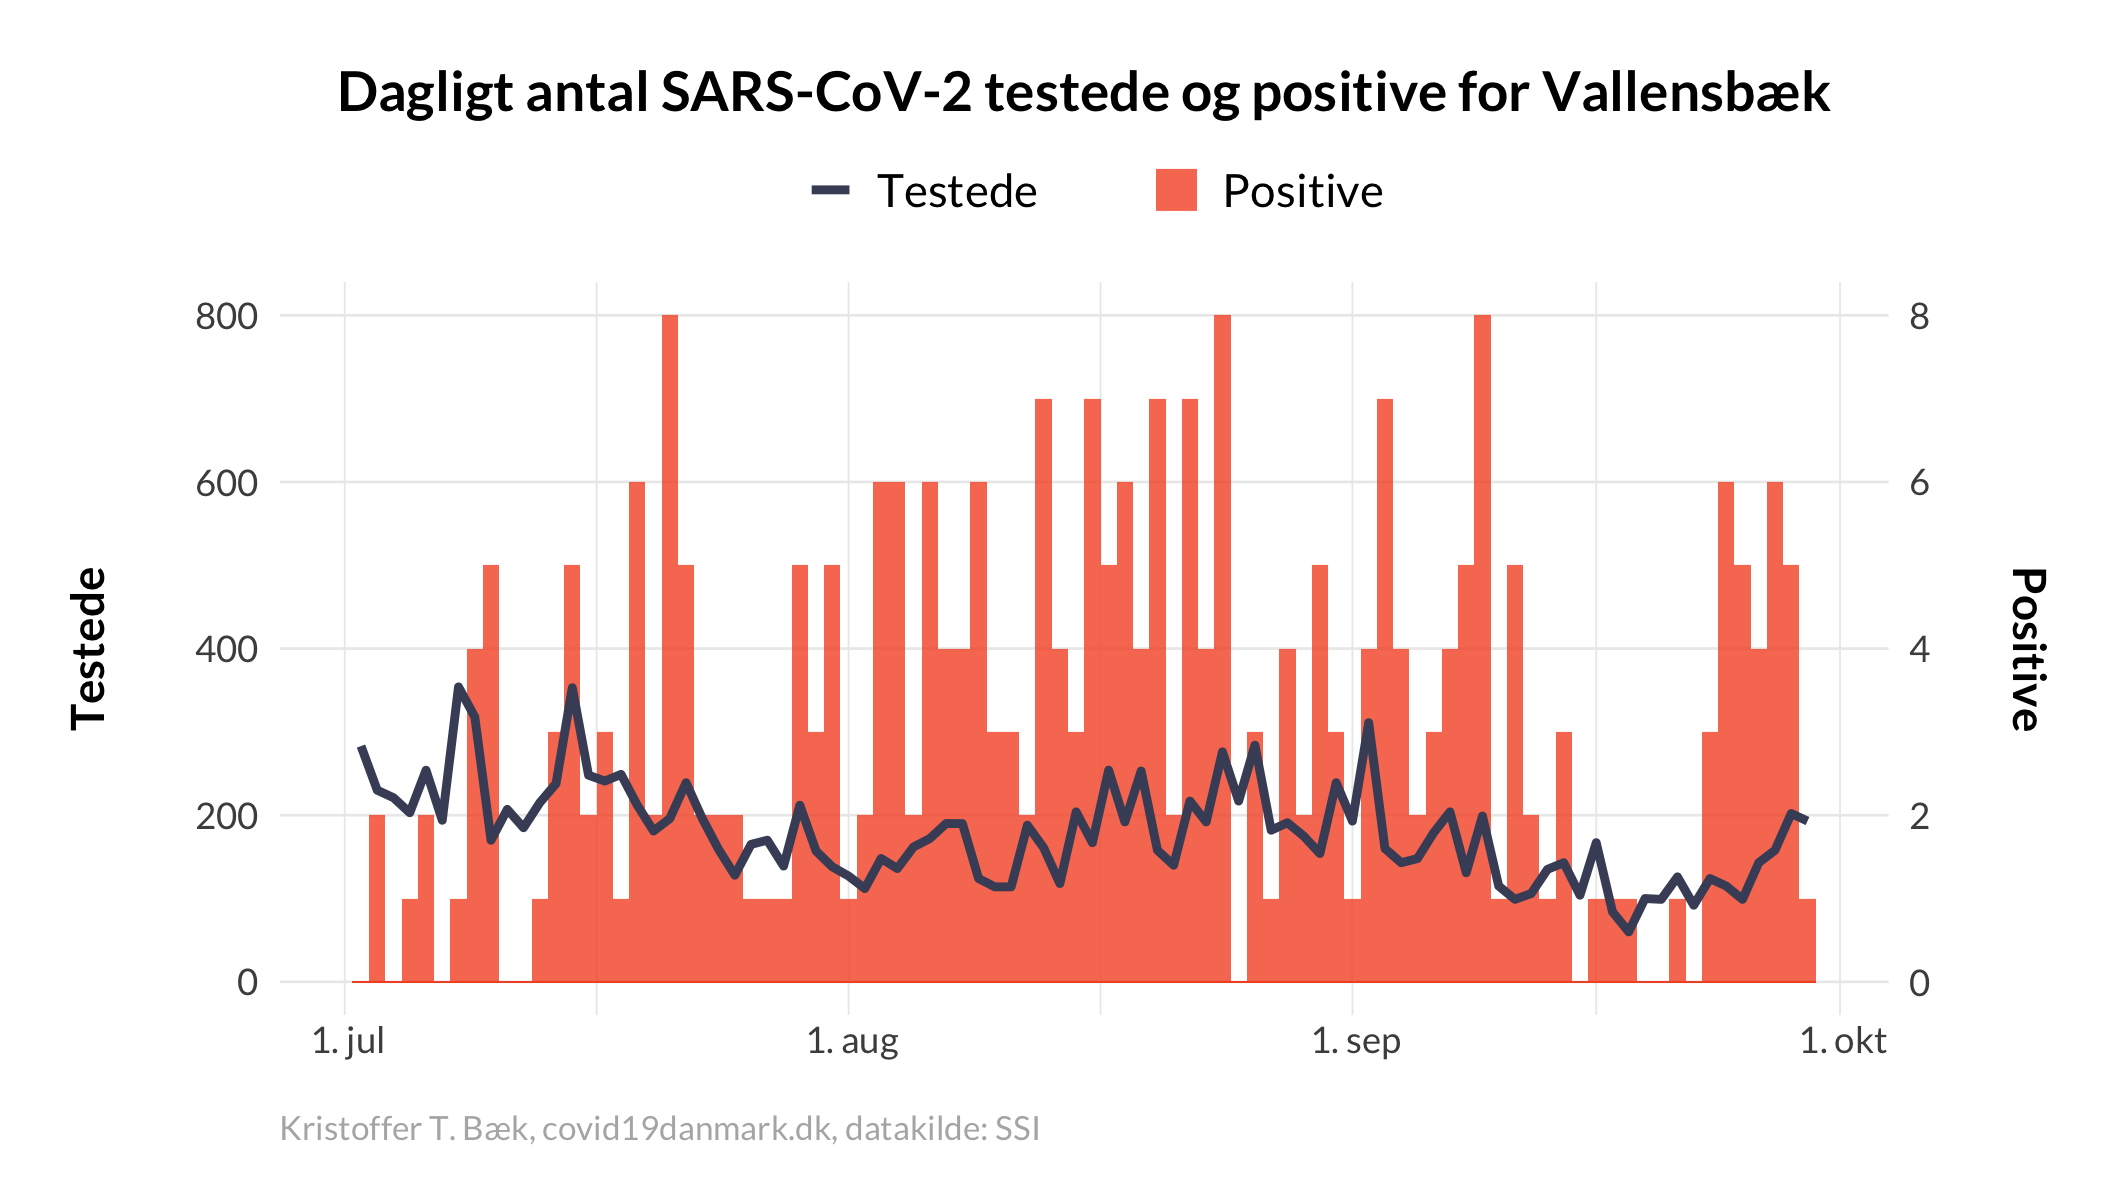 Dagligt antal SARS-CoV-2 testede og positive for Vallensbæk
Testede
Positive
800
600
400
200
0
8
6
4
2
0
Testede
Positive
1. jul
1. aug
1. sep
1. okt
Kristoffer T. Bæk, covid19danmark.dk, datakilde: SSI